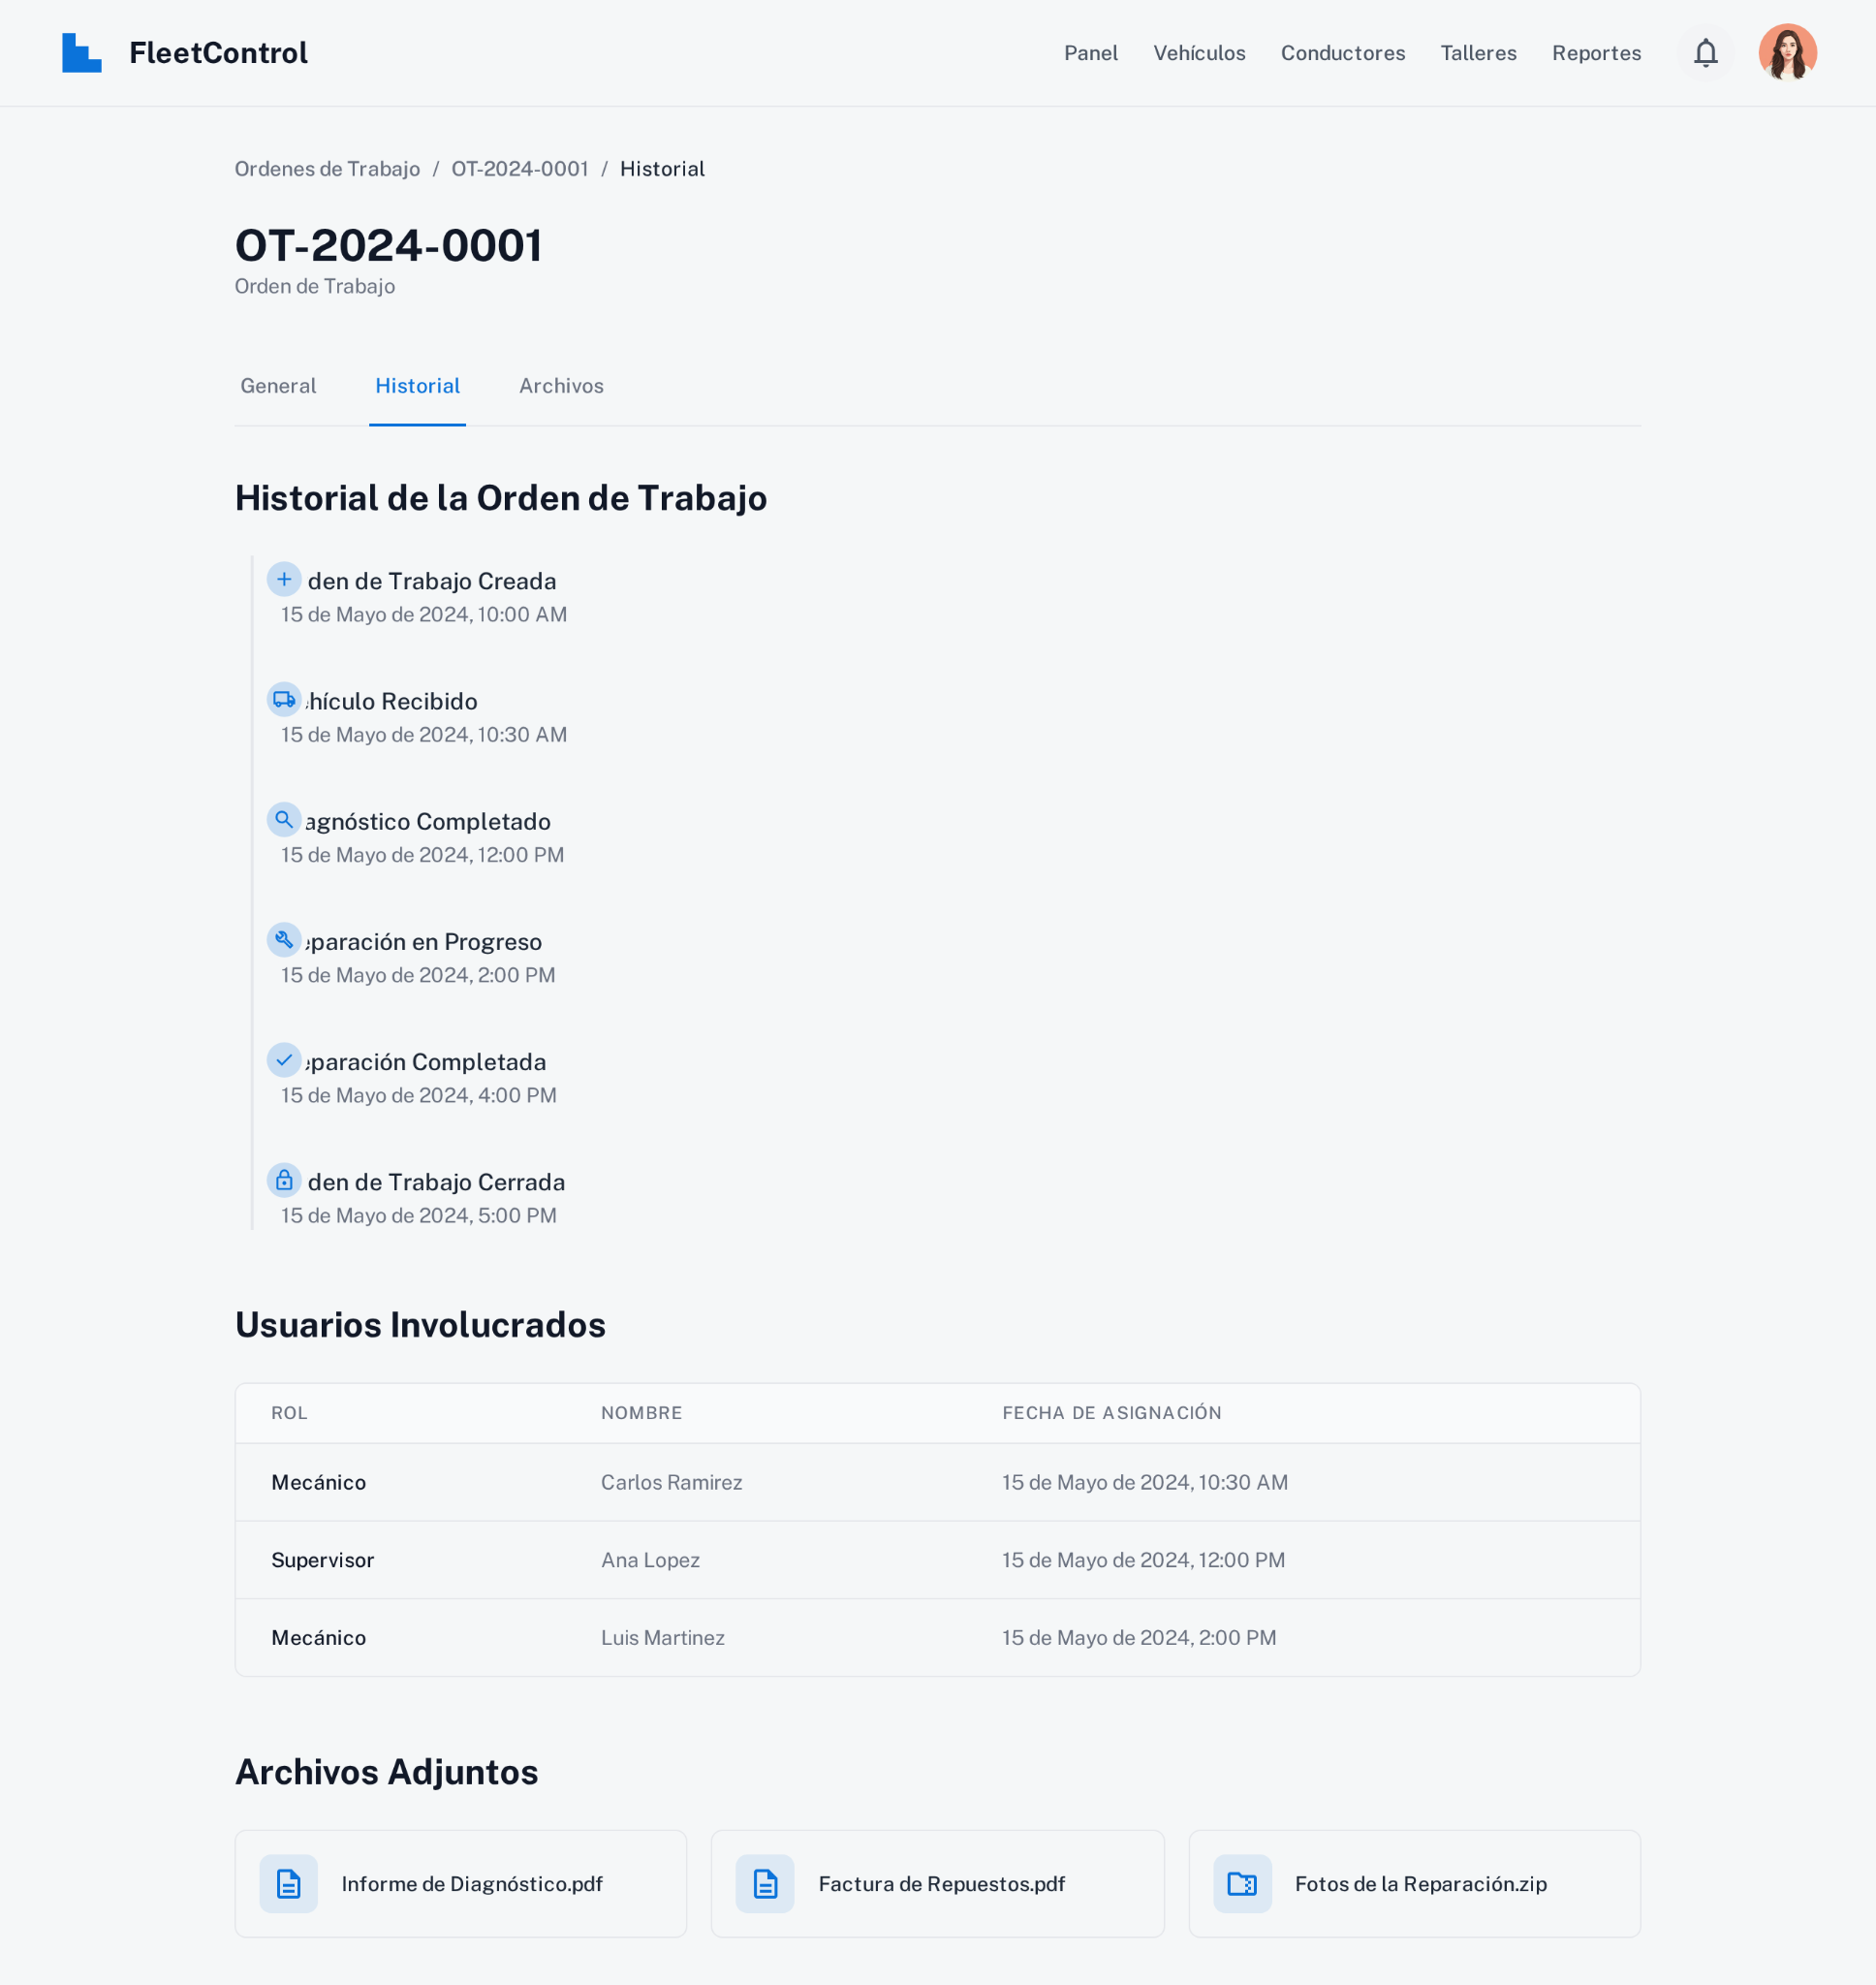 FleetControl
Panel
Vehículos
Conductores
Talleres
Reportes
Ordenes de Trabajo / OT-2024-0001 / Historial
OT-2024-0001
Orden de Trabajo
General
Historial
Archivos
Historial de la Orden de Trabajo
den de Trabajo Creada
15 de Mayo de 2024, 10:00 AM
hículo Recibido
15 de Mayo de 2024, 10:30 AM
agnóstico Completado
15 de Mayo de 2024, 12:00 PM
eparación en Progreso
15 de Mayo de 2024, 2:00 PM
eparación Completada
15 de Mayo de 2024, 4:00 PM
den de Trabajo Cerrada
15 de Mayo de 2024, 5:00 PM
Usuarios Involucrados
ROL NOMBRE FECHA DE ASIGNACIÓN
Mecánico Carlos Ramirez 15 de Mayo de 2024, 10:30 AM
Supervisor Ana Lopez 15 de Mayo de 2024, 12:00 PM
Mecánico Luis Martinez 15 de Mayo de 2024, 2:00 PM
Archivos Adjuntos
Informe de Diagnóstico.pdf
Factura de Repuestos.pdf
Fotos de la Reparación.zip